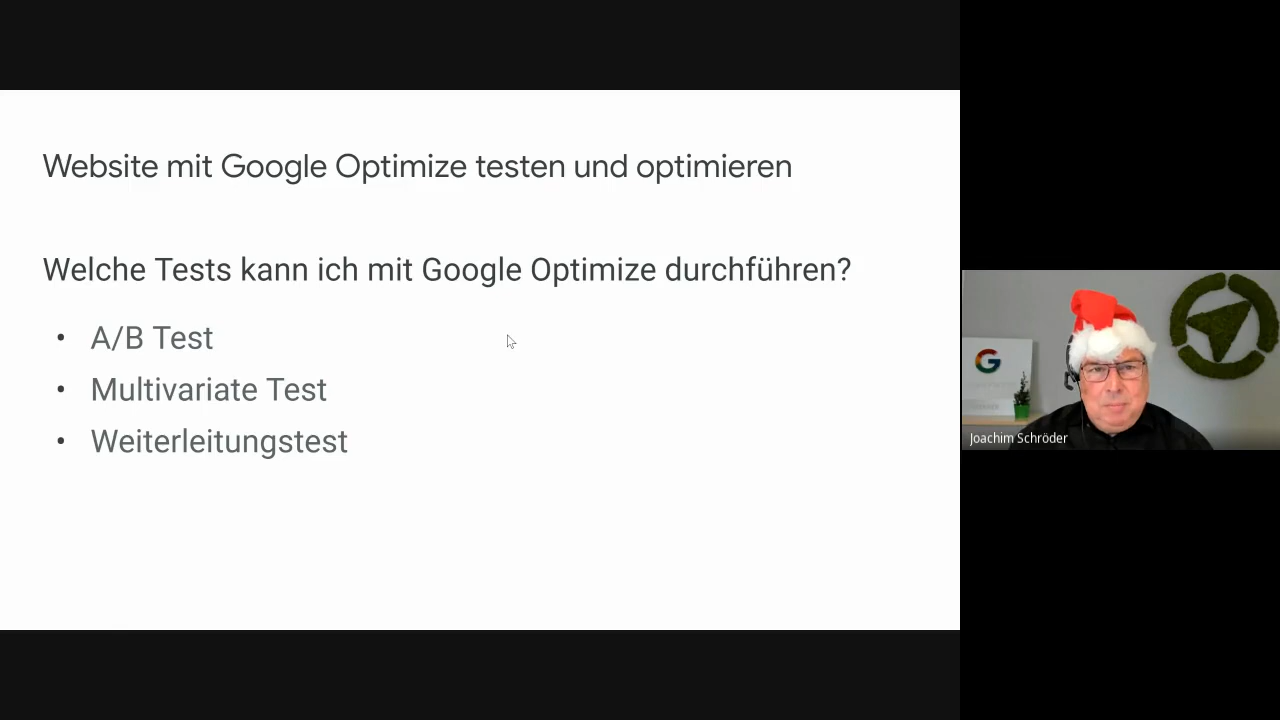 Website mit Google Optimize testen und optimieren
Welche Tests kann ich mit Google Optimize durchführen?
• A/B Test
• Multivariate Test
• Weiterleitungstest
G
Joachim Schröder